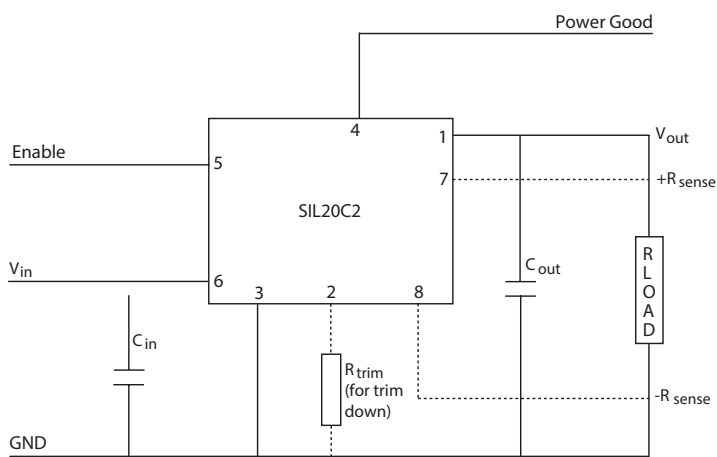 Power Good
4
1
V out
Enable
5
7
+R sense
SIL20C2
V in
6
3
2
8
C out
R
L
O
A
D
C in
R trim
(for trim
down)
-R sense
GND